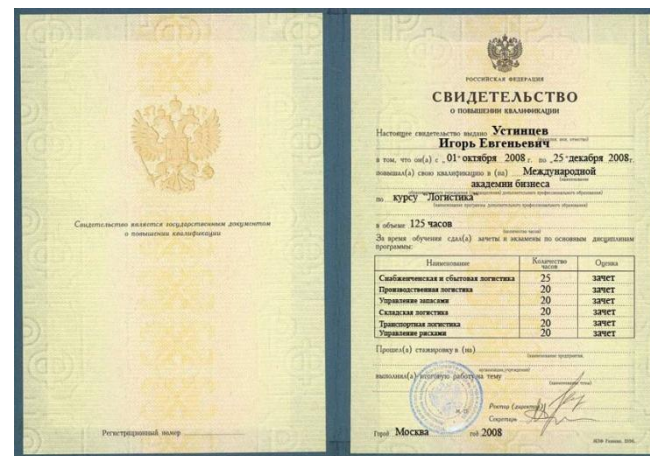 Свидетельство является государственным документом
о повышении квалификации
Регистрационный номер
РОССИЙСКАЯ ФЕДЕРАЦИЯ
СВИДЕТЕЛЬСТВО
О ПОВЫШЕНИИ КВАЛИФИКАЦИИ
Настоящее свидетельство выдано Устинцев
Игорь Евгеньевич
в том, что он(а) с „01“ октября 2008 г. по „25“ декабря 2008 г.
повышал(а) свою квалификацию в (на) Международной
академии бизнеса
по курсу "Логистика"
в объеме 125 часов
За время обучения сдал(а) зачеты и экзамены по основным дисциплинам
программы:
Наименование Количество часов Оценка
Снабженческая и сбытовая логистика 25 зачет
Производственная логистика 20 зачет
Управление запасами 20 зачет
Складская логистика 20 зачет
Транспортная логистика 20 зачет
Управление рисками 20 зачет
Прошел(а) стажировку в (на)
выполнил(а) итоговую работу на тему
М.П.
Ректор (директор)
Секретарь
Город Москва год 2008